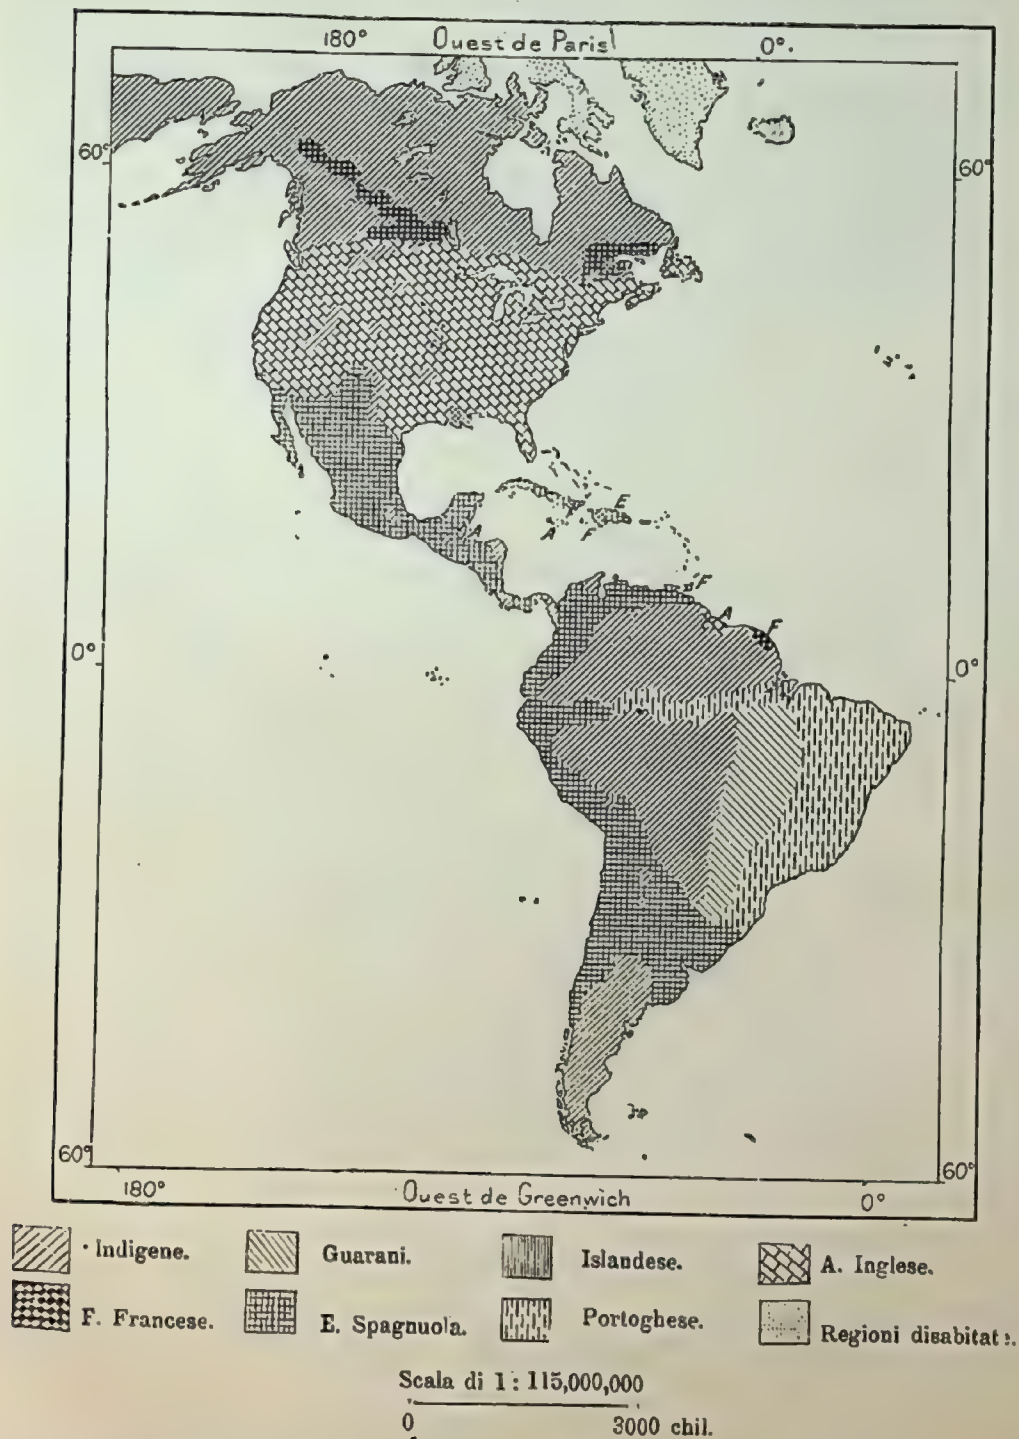 180° Ouest de Paris 0°.
60° 60°
E
A A F
F
A F
0° 0°
60° 60°
180° Ouest de Greenwich 0°
Indigene. Guarani. Islandese. A. Inglese.
F. Francese. E. Spagnuola. Portoghese. Regioni disabitat
Scala di 1 : 115,000,000
0 3000 chil.